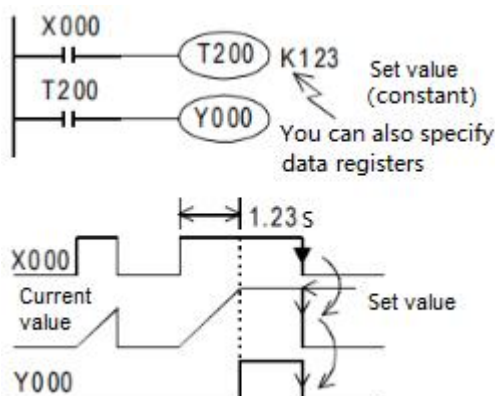 X000
T200 K123
Set value
(constant)
T200
Y000
You can also specify
data registers
1.23S
X000
Current
value
Set value
Y000